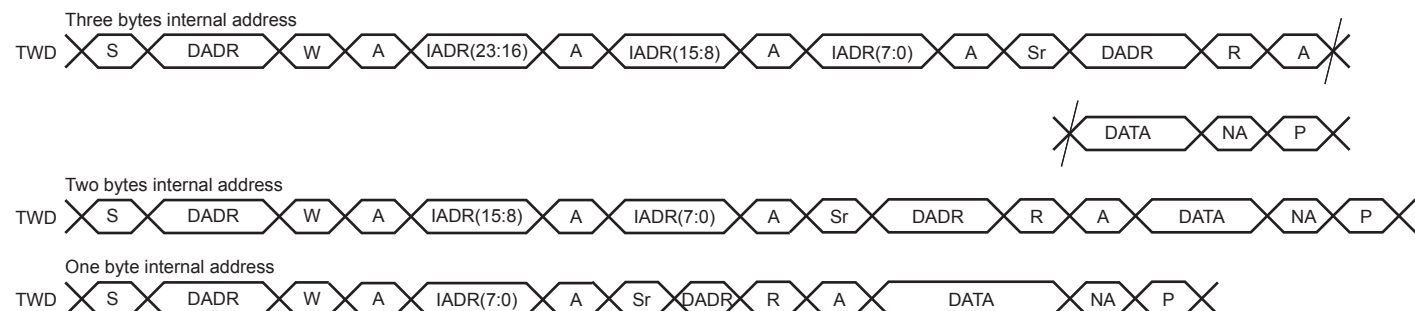 Three bytes internal address
TWD S DADR W A IADR(23:16) A IADR(15:8) A IADR(7:0) A Sr DADR R A
DATA NA P
Two bytes internal address
TWD S DADR W A IADR(15:8) A IADR(7:0) A Sr DADR R A DATA NA P
One byte internal address
TWD S DADR W A IADR(7:0) A Sr DADR R A DATA NA P